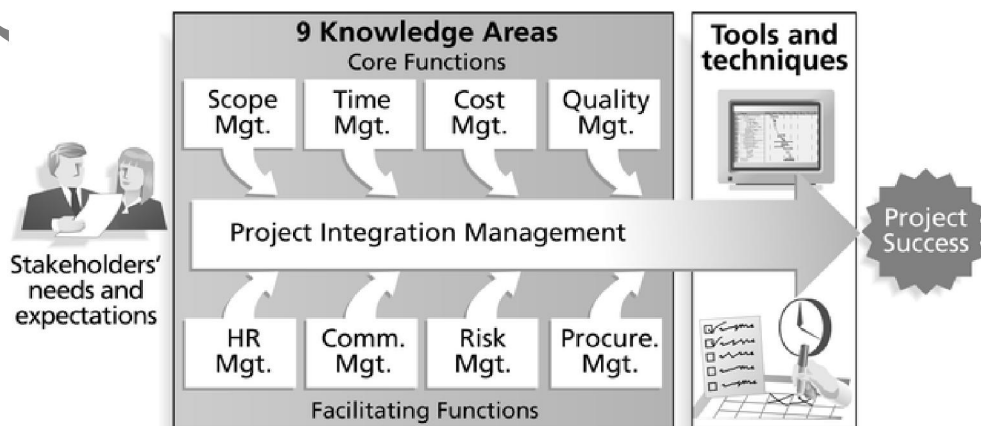 9 Knowledge Areas
Core Functions
Tools and
techniques
Scope
Mgt.
Time
Mgt.
Cost
Mgt.
Quality
Mgt.
Project Integration Management
Project
Success
Stakeholders'
needs and
expectations
HR
Mgt.
Comm.
Mgt.
Risk
Mgt.
Procure.
Mgt.
Facilitating Functions